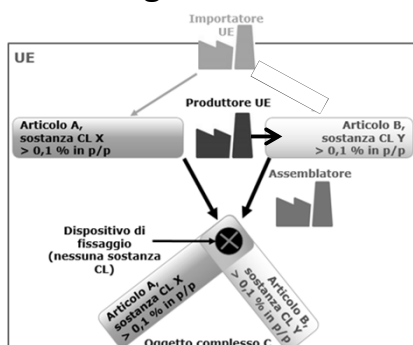 Importatore
UE
UE
Produttore UE
Articolo A,
sostanza CL X
> 0,1 % in p/p
Articolo B,
sostanza CL Y
> 0,1 % in p/p
Assemblatore
Dispositivo di
fissaggio
(nessuna sostanza
CL)
Articolo A,
sostanza CL X
> 0,1 % in p/p
Articolo B,
sostanza CL Y
> 0,1 % in p/p
Oggetto complesso C